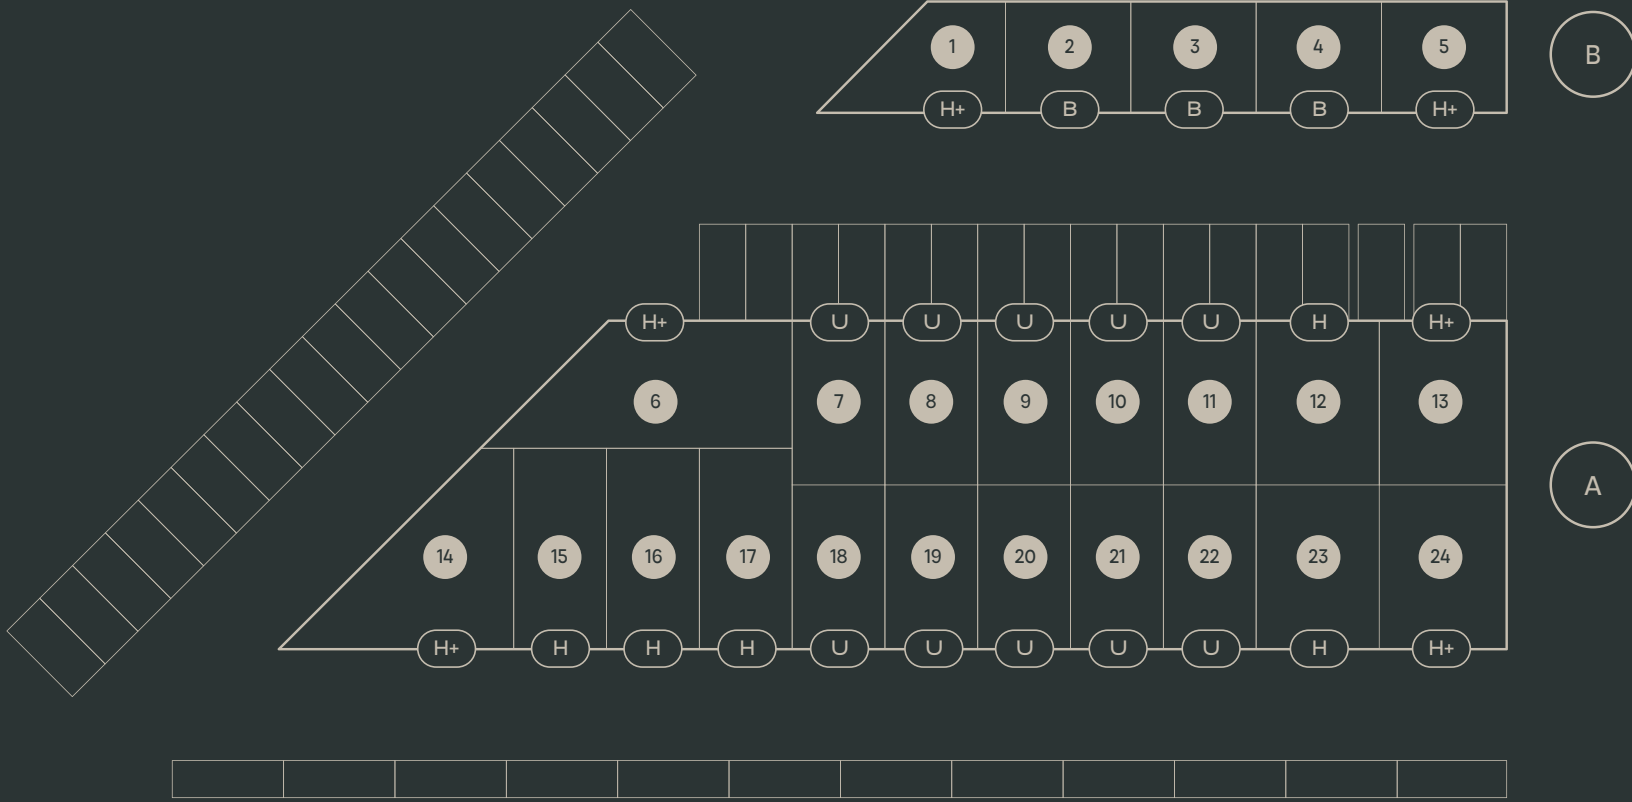 1 2 3 4 5 B
H+ B B B H+
H+ U U U U U H H+
6 7 8 9 10 11 12 13
A
14 15 16 17 18 19 20 21 22 23 24
H+ H H H U U U U U H H+